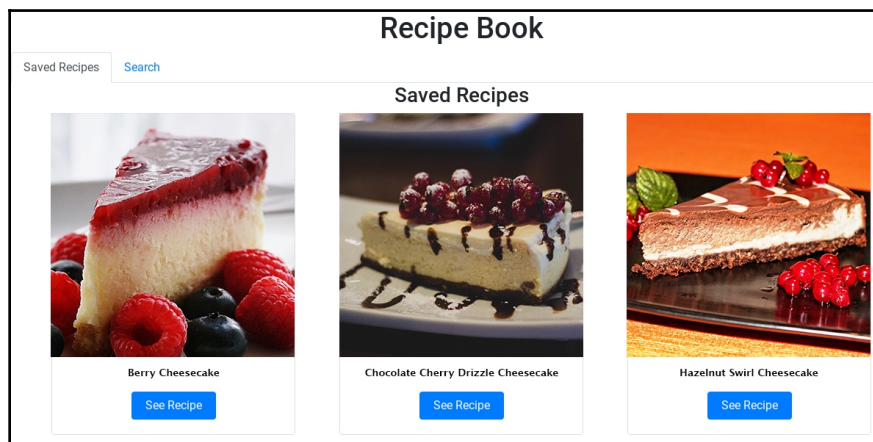 Recipe Book
Saved Recipes Search
Saved Recipes
Berry Cheesecake Chocolate Cherry Drizzle Cheesecake Hazelnut Swirl Cheesecake
See Recipe See Recipe See Recipe